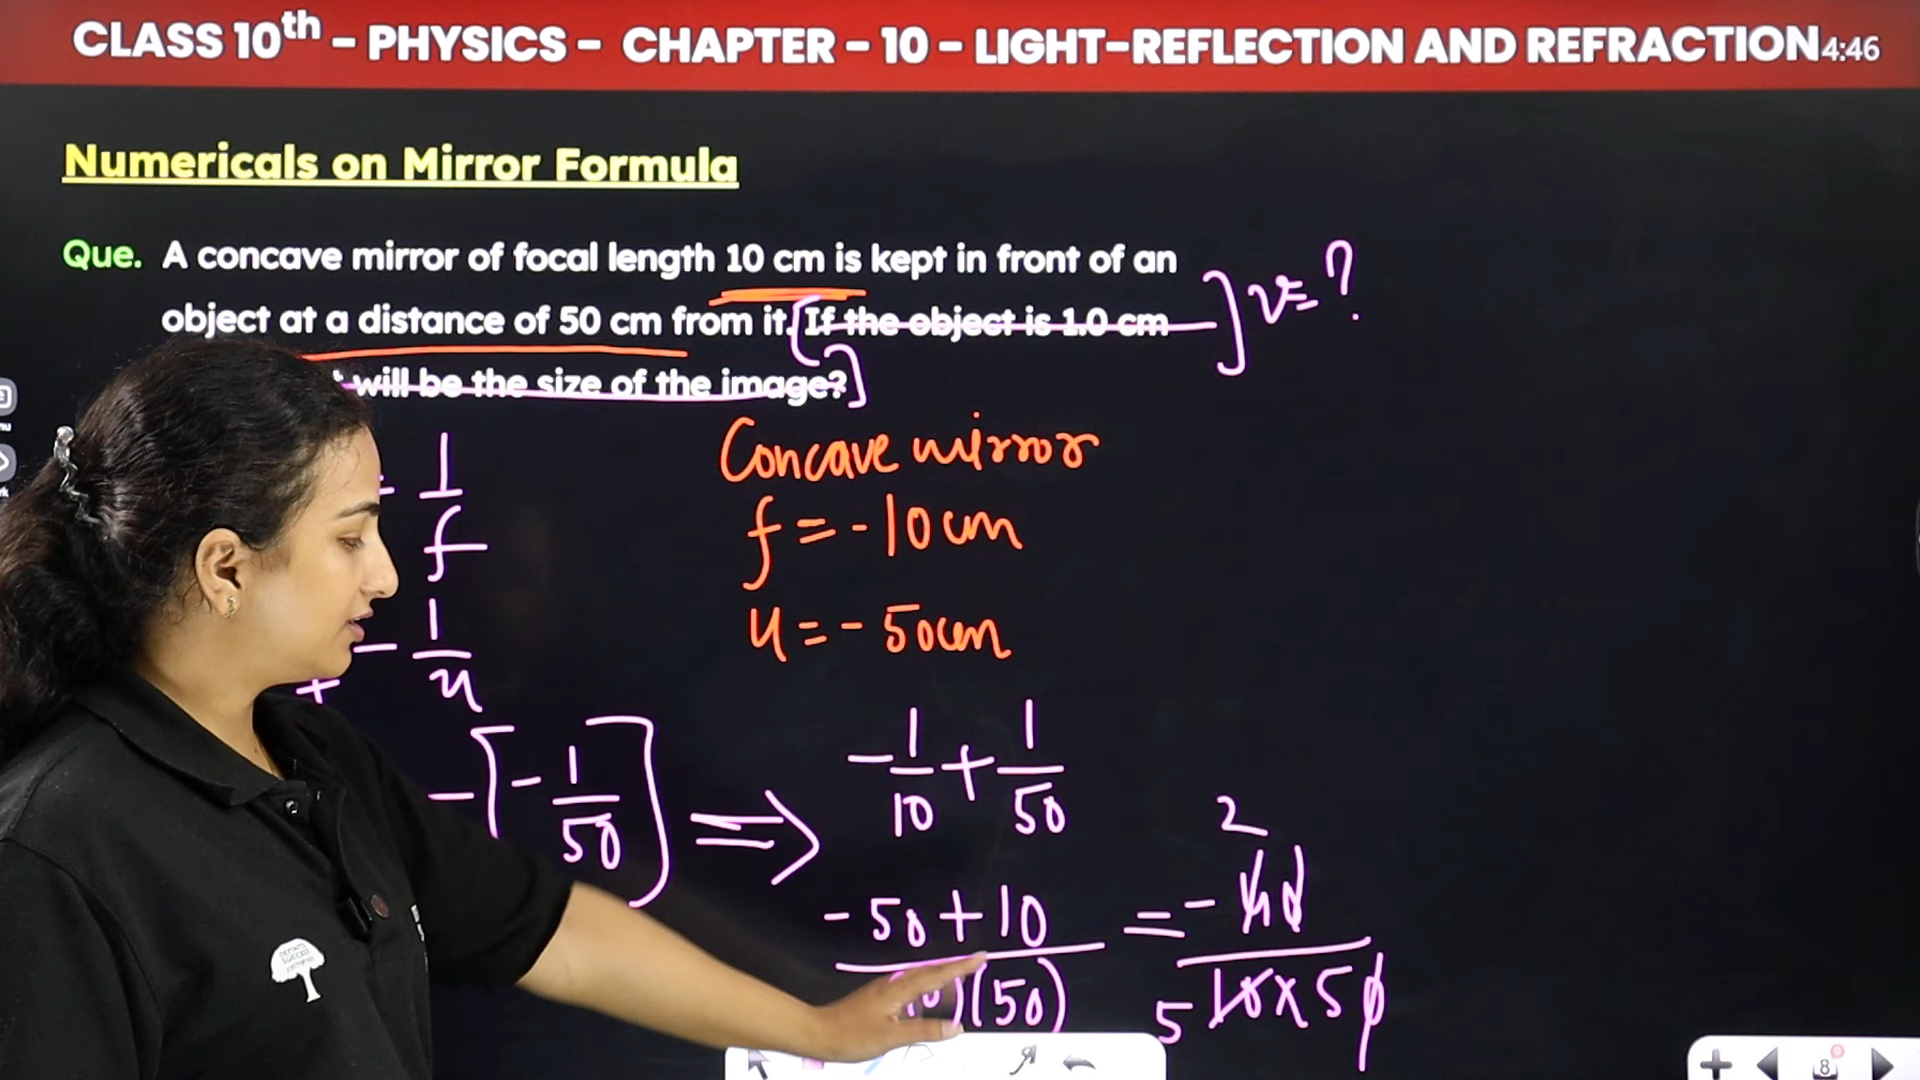 CLASS 10th – PHYSICS – CHAPTER – 10 – LIGHT-REFLECTION AND REFRACTION 4:46
Numericals on Mirror Formula
Que. A concave mirror of focal length 10 cm is kept in front of an
object at a distance of 50 cm from it. If the object is 1.0 cm
will be the size of the image?
v = ?
Concave mirror
1/f
f = -10 cm
u = -50 cm
- 1/u
+
- [ - 1/50 ] ⇒ - 1/10 + 1/50
2
-50 + 10 = - 40
(50) 5 10 x 50
8